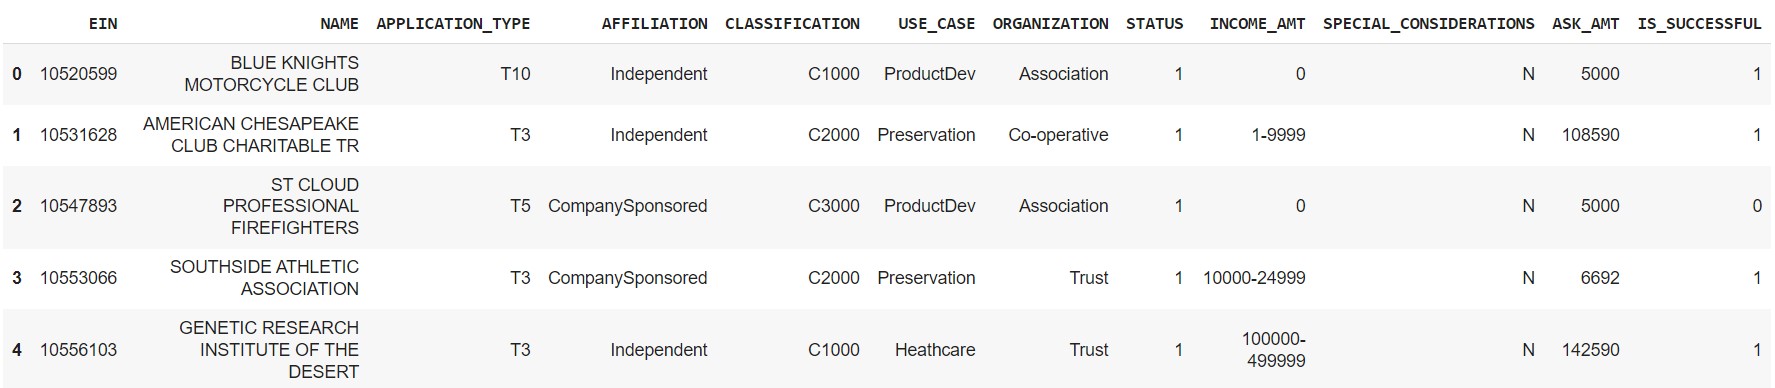 EIN NAME APPLICATION_TYPE AFFILIATION CLASSIFICATION USE_CASE ORGANIZATION STATUS INCOME_AMT SPECIAL_CONSIDERATIONS ASK_AMT IS_SUCCESSFUL
0 10520599 BLUE KNIGHTS MOTORCYCLE CLUB T10 Independent C1000 ProductDev Association 1 0 N 5000 1
1 10531628 AMERICAN CHESAPEAKE CLUB CHARITABLE TR T3 Independent C2000 Preservation Co-operative 1 1-9999 N 108590 1
2 10547893 ST CLOUD PROFESSIONAL FIREFIGHTERS T5 CompanySponsored C3000 ProductDev Association 1 0 N 5000 0
3 10553066 SOUTHSIDE ATHLETIC ASSOCIATION T3 CompanySponsored C2000 Preservation Trust 1 10000-24999 N 6692 1
4 10556103 GENETIC RESEARCH INSTITUTE OF THE DESERT T3 Independent C1000 Heathcare Trust 1 100000-499999 N 142590 1